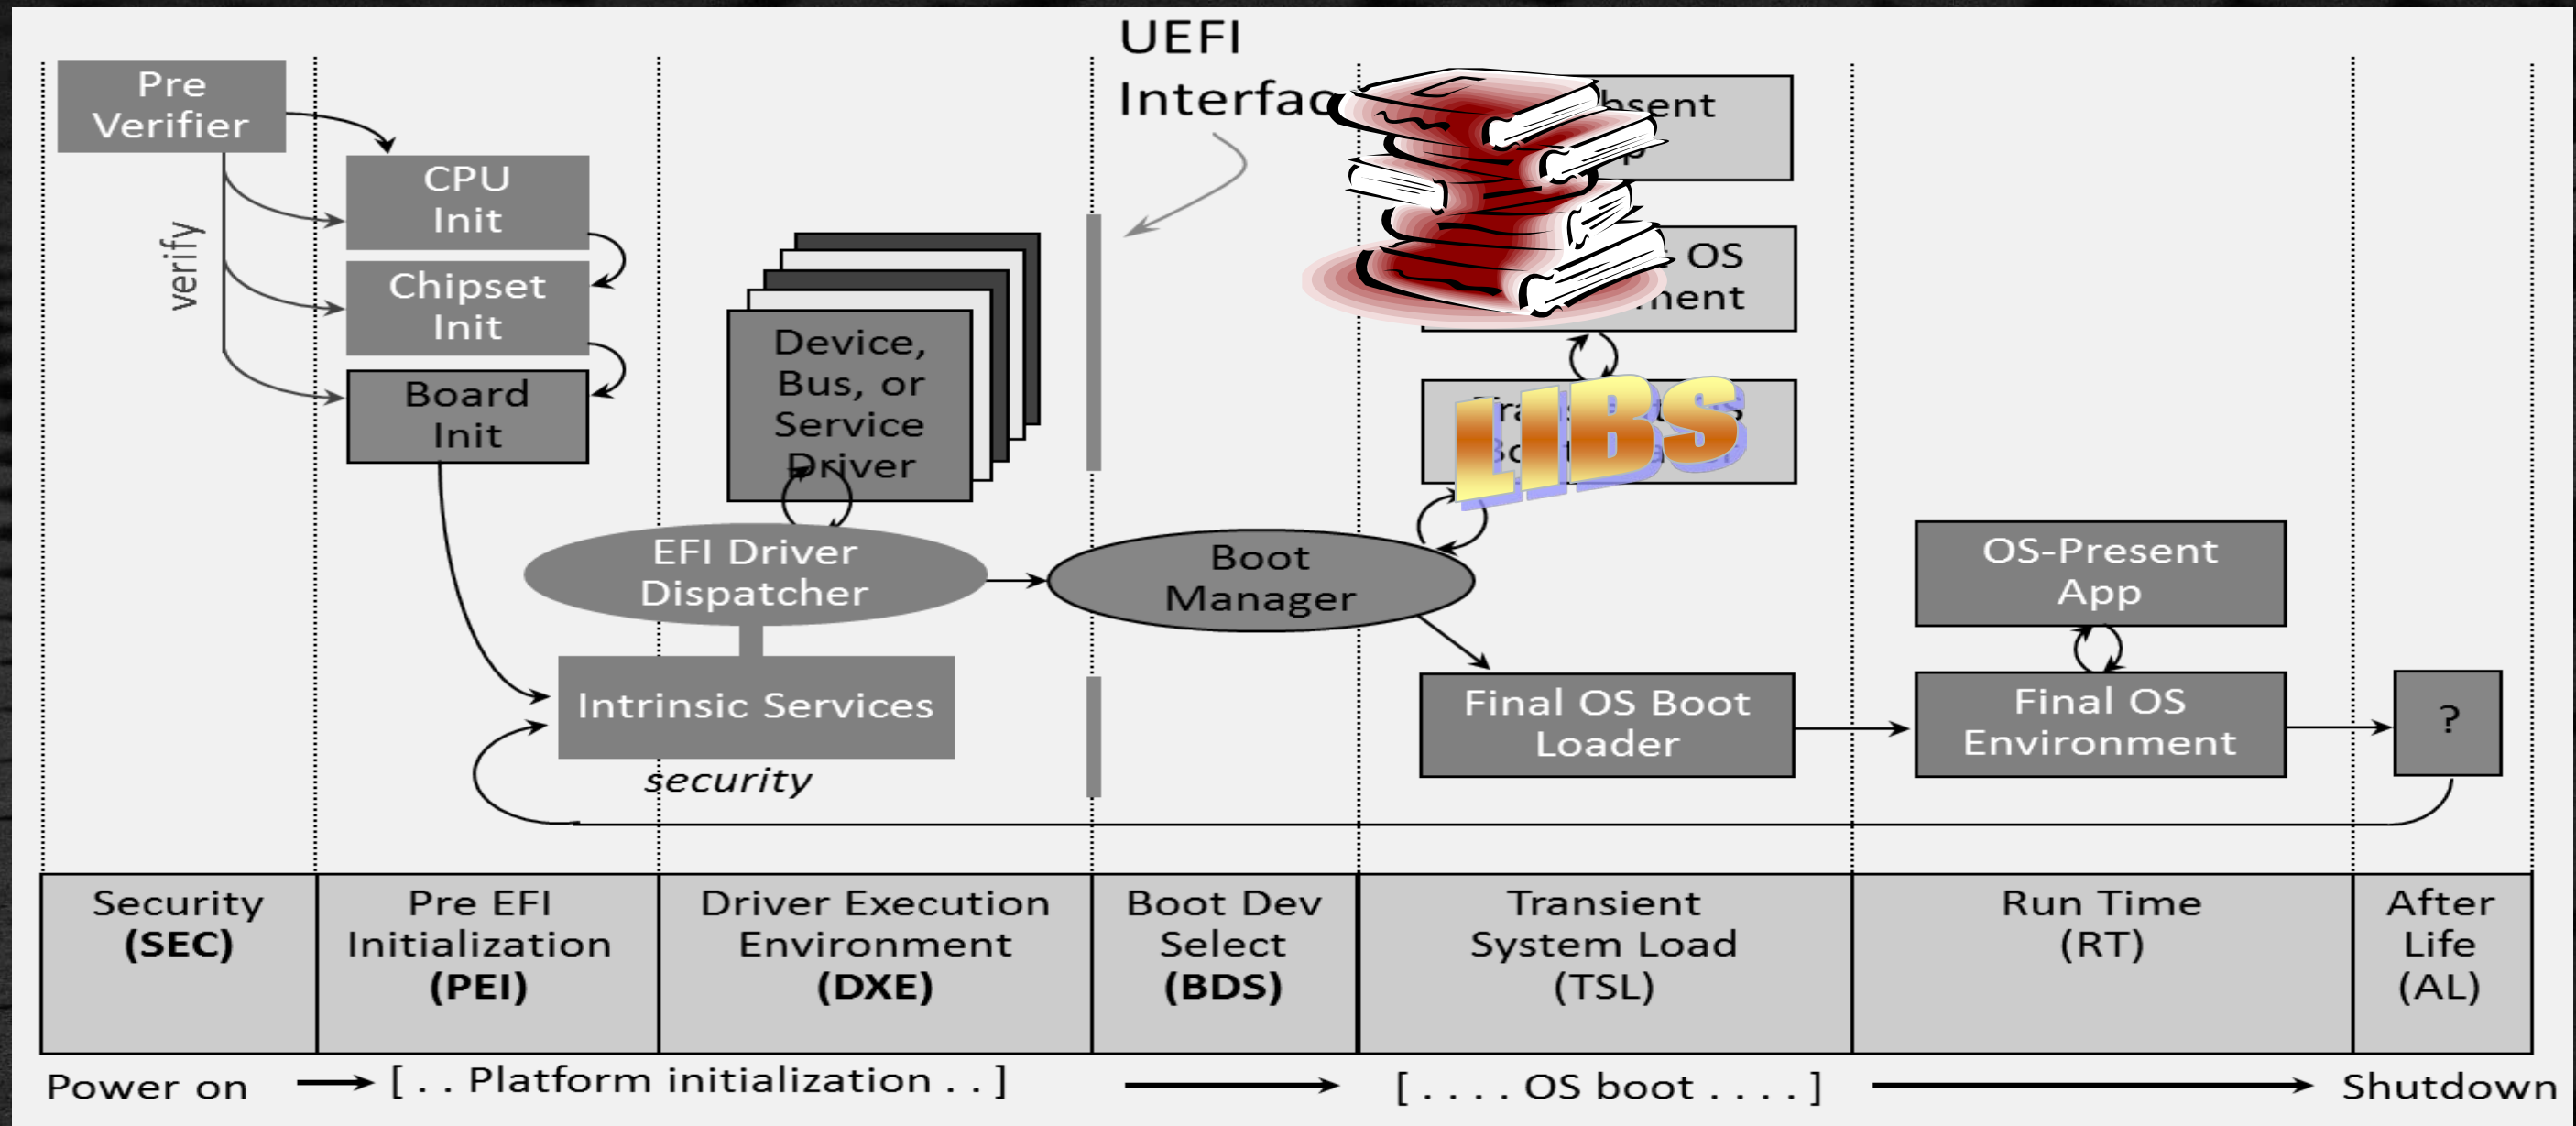 UEFI
Interfac
Pre
Verifier
verify
CPU
Init
Chipset
Init
Board
Init
Device,
Bus, or
Service
Driver
EFI Driver
Dispatcher
Intrinsic Services
security
Boot
Manager
OS
LIBS
Final OS Boot
Loader
OS-Present
App
Final OS
Environment
?
Security
(SEC)
Pre EFI
Initialization
(PEI)
Driver Execution
Environment
(DXE)
Boot Dev
Select
(BDS)
Transient
System Load
(TSL)
Run Time
(RT)
After
Life
(AL)
Power on
[ . . Platform initialization . . ]
[ . . . . OS boot . . . . ]
Shutdown